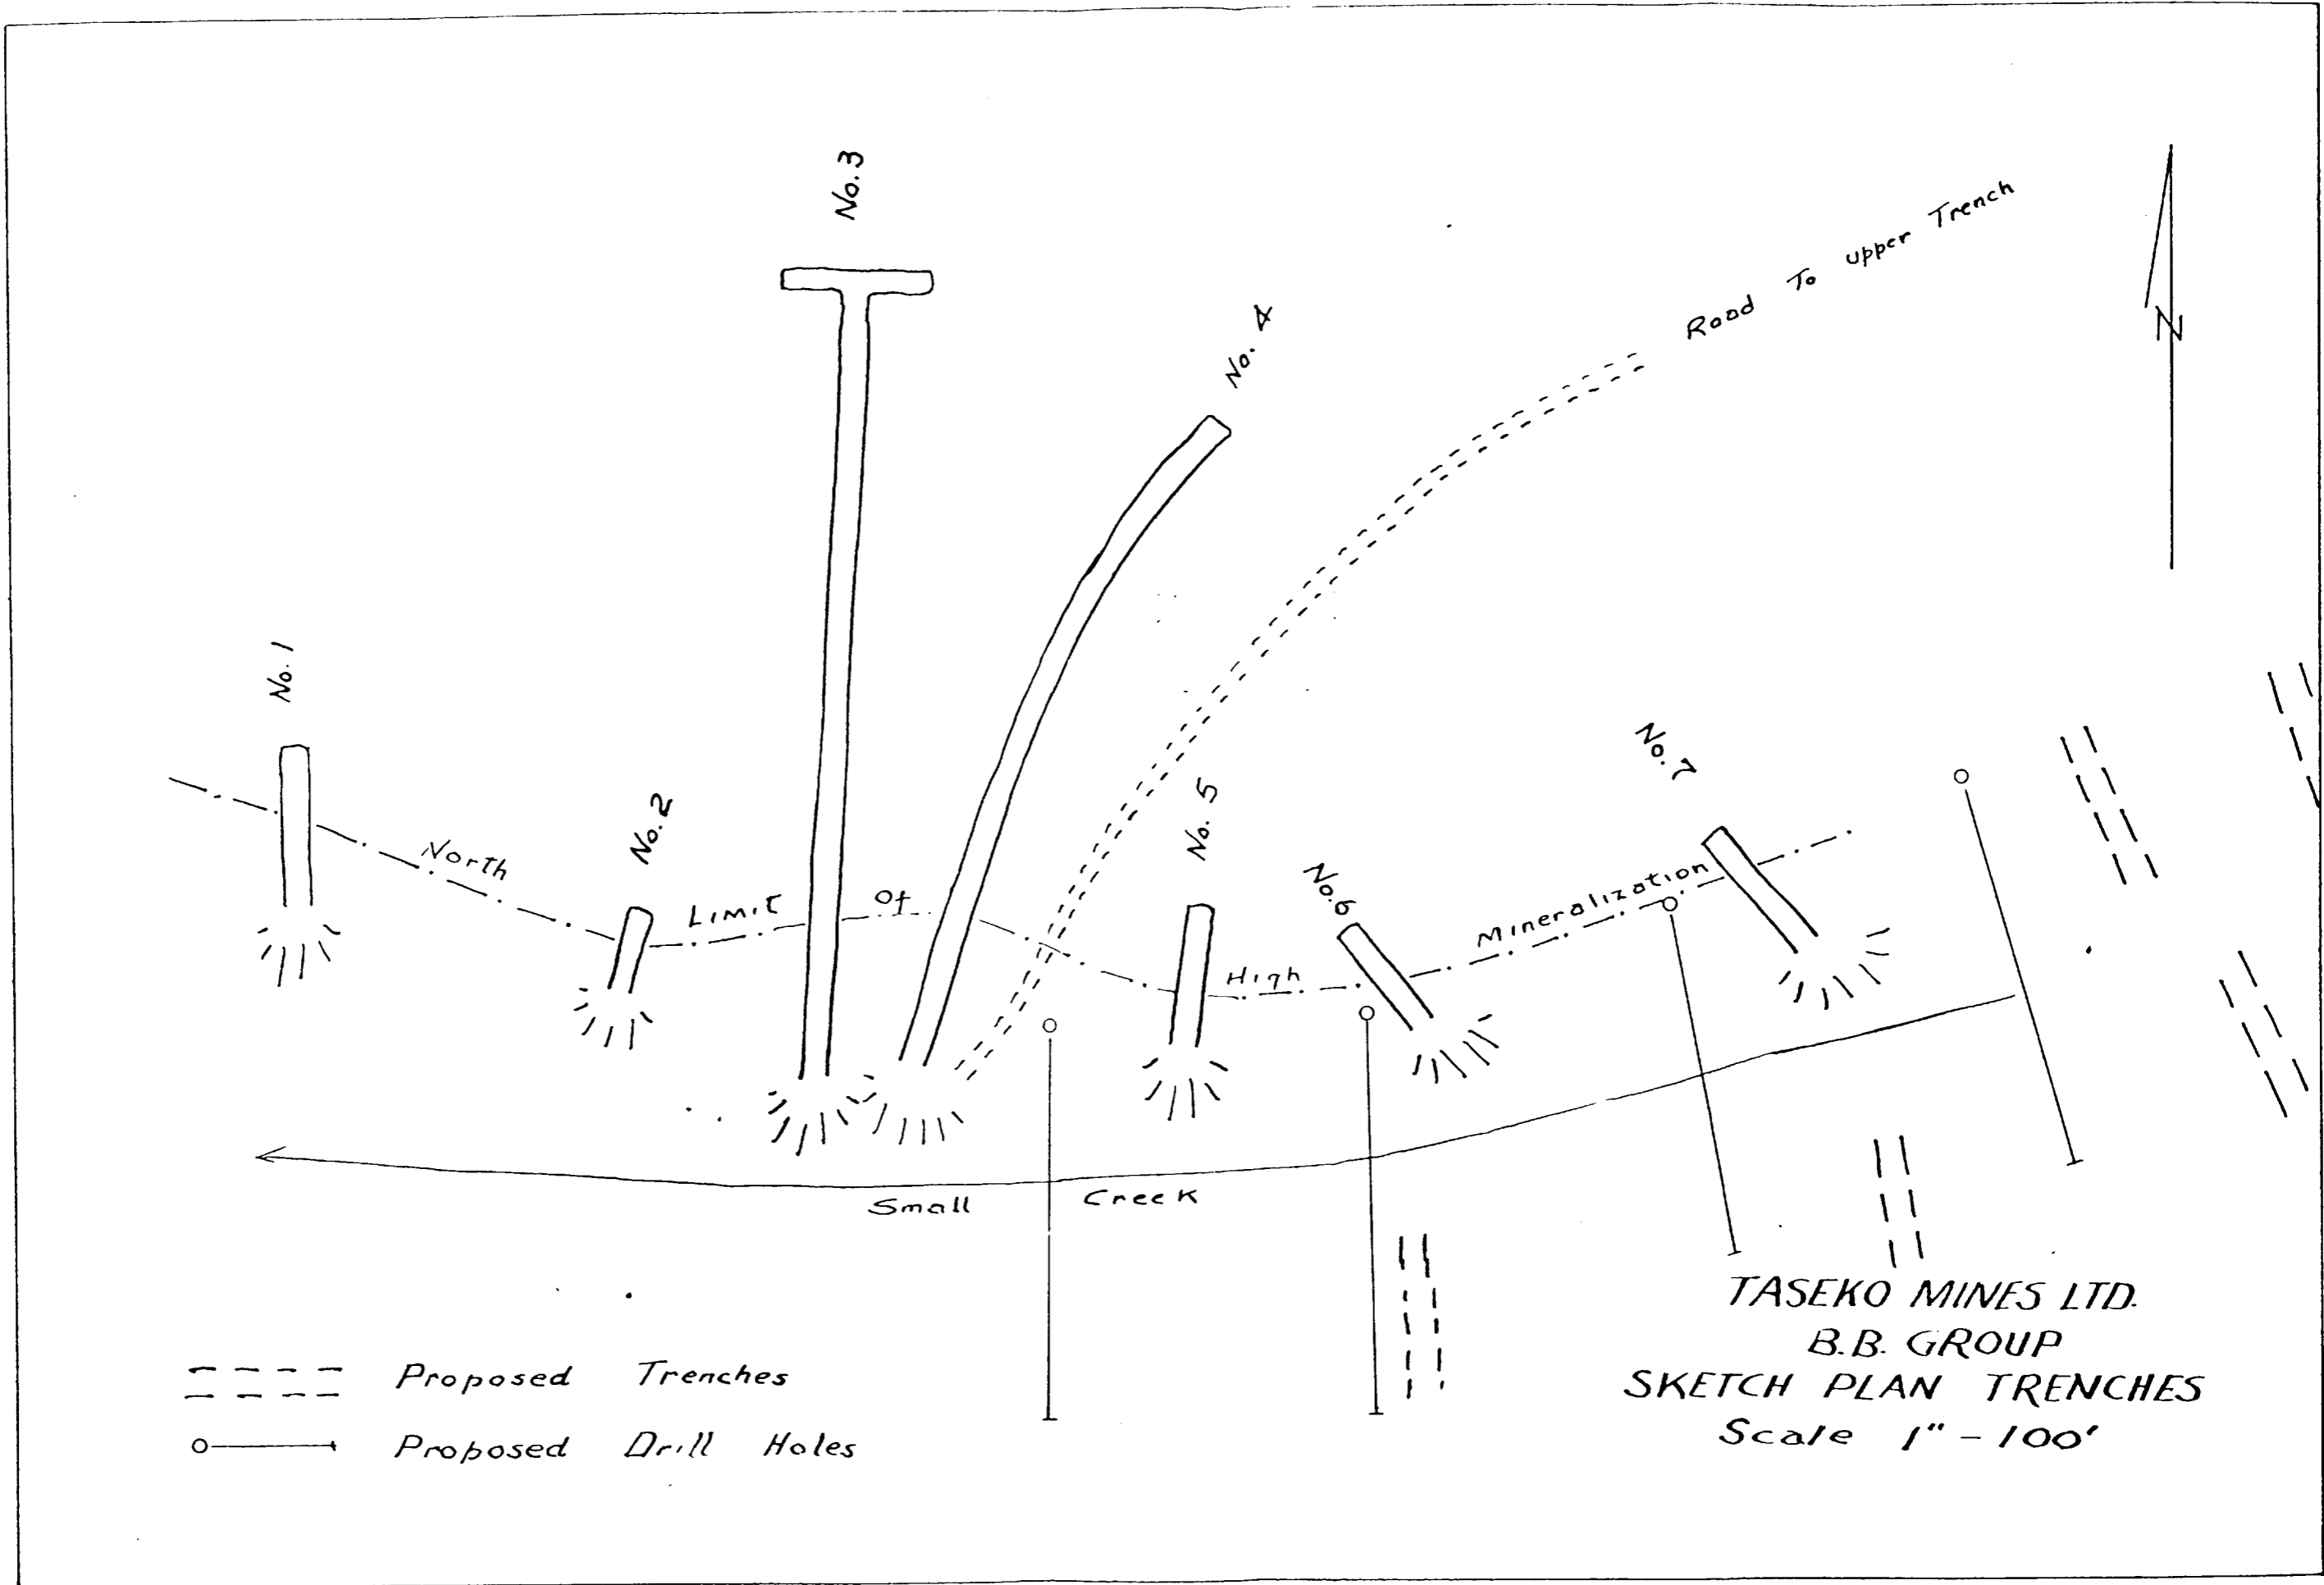 No. 3
No. 4
Road To upper Trench
N
No. 1
No. 2
No. 5
No. 6
No. 7
North Limit Of High Mineralization
Small Creek
Proposed Trenches
Proposed Drill Holes
TASEKO MINES LTD.
B.B. GROUP
SKETCH PLAN TRENCHES
Scale 1" - 100'